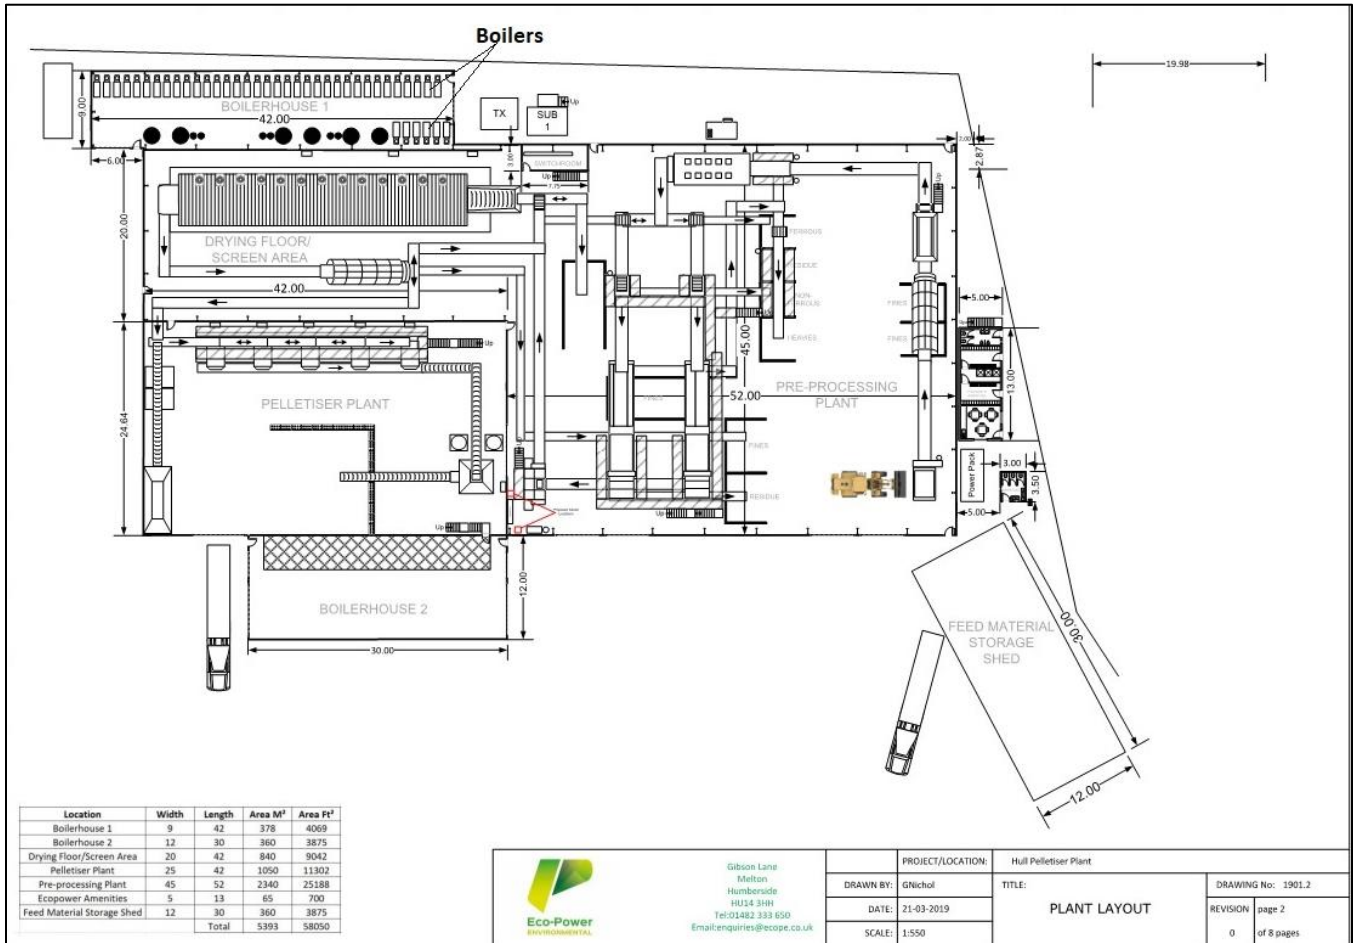 Boilers
19.98
BOILERHOUSE 1
42.00
9.00
6.00
TX
SUB
1
Up
SWITCHROOM
3.00
7.75
Up
2.00
2.87
Up
DRYING FLOOR/
SCREEN AREA
20.00
42.00
FERROUS
HEAVIES
FINES
FINES
5.00
Up
13.00
45.00
52.00
PRE-PROCESSING
PLANT
PELLETISER PLANT
24.64
Up
Up
Up
FINES
FINES
RESIDUE
Up
Up
Power Pack
3.00
3.50
5.00
12.00
BOILERHOUSE 2
30.00
FEED MATERIAL
STORAGE
SHED
30.00
12.00
Location Width Length Area M² Area Ft²
Boilerhouse 1 9 42 378 4069
Boilerhouse 2 12 30 360 3875
Drying Floor/Screen Area 20 42 840 9042
Pelletiser Plant 25 42 1050 11302
Pre-processing Plant 45 52 2340 25188
Ecopower Amenities 5 13 65 700
Feed Material Storage Shed 12 30 360 3875
Total 5393 58050
Eco-Power
ENVIRONMENTAL
Gibson Lane
Melton
Humberside
HU14 3HH
Tel:01482 333 650
Email:enquiries@ecope.co.uk
PROJECT/LOCATION: Hull Pelletiser Plant
DRAWN BY: GNichol
DATE: 21-03-2019
SCALE: 1:550
TITLE:
PLANT LAYOUT
DRAWING No: 1901.2
REVISION page 2
0 of 8 pages